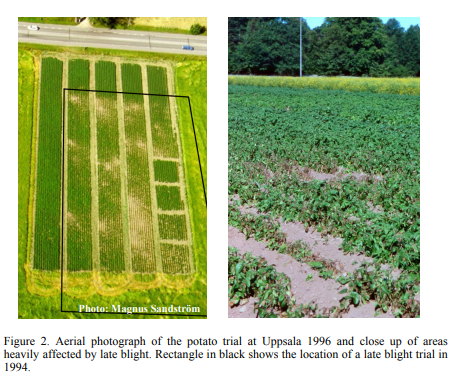 Photo: Magnus Sandström
Figure 2. Aerial photograph of the potato trial at Uppsala 1996 and close up of areas
heavily affected by late blight. Rectangle in black shows the location of a late blight trial in
1994.